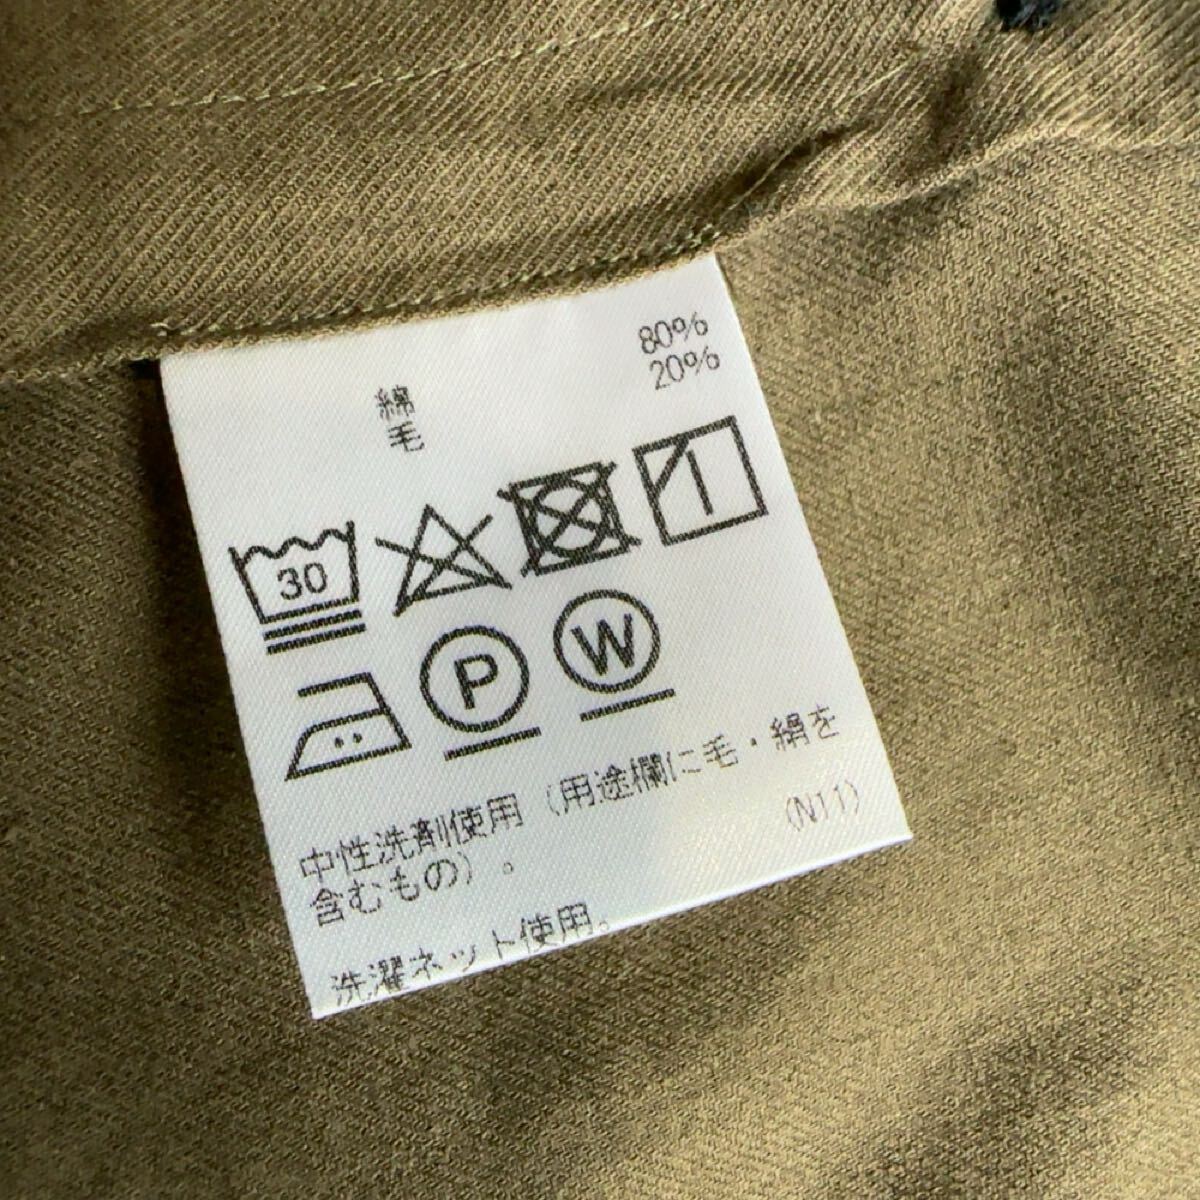 綿 80%
毛 20%
30
P W
中性洗剤使用（用途欄に毛・絹を
含むもの）。
(N11)
洗濯ネット使用。